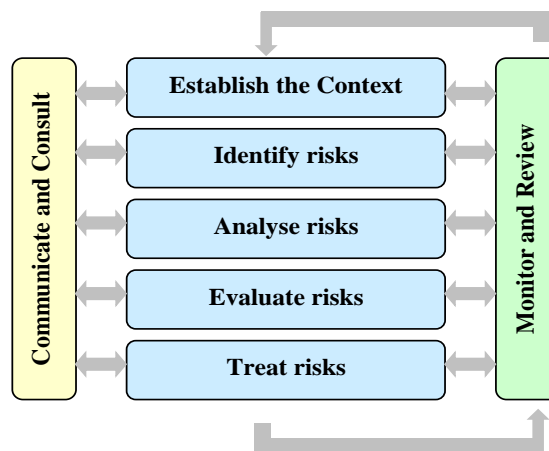 Establish the Context
Identify risks
Analyse risks
Evaluate risks
Treat risks
Communicate and Consult
Monitor and Review